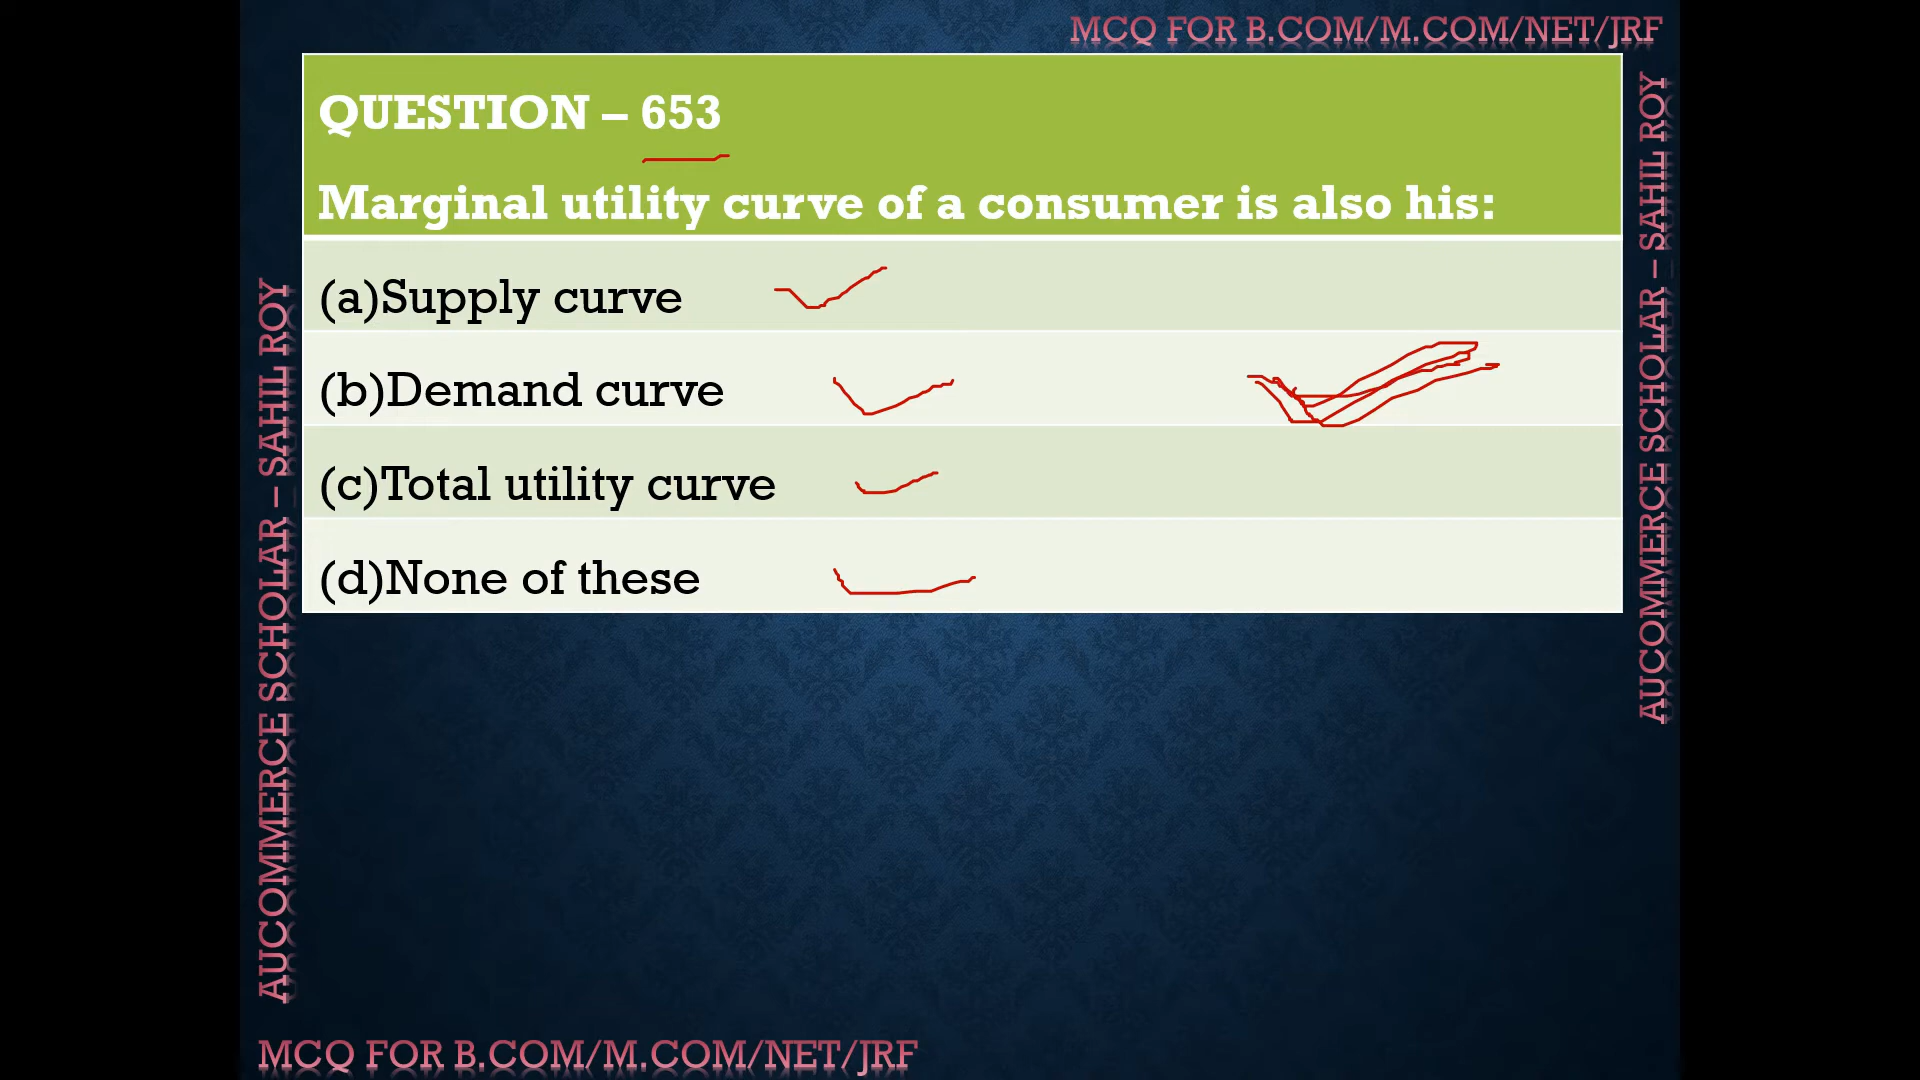 MCQ FOR B.COM/M.COM/NET/JRF
QUESTION – 653
Marginal utility curve of a consumer is also his:
(a)Supply curve
(b)Demand curve
(c)Total utility curve
(d)None of these
AUCOMMERCE SCHOLAR – SAHIL ROY
AUCOMMERCE SCHOLAR – SAHIL ROY
MCQ FOR B.COM/M.COM/NET/JRF